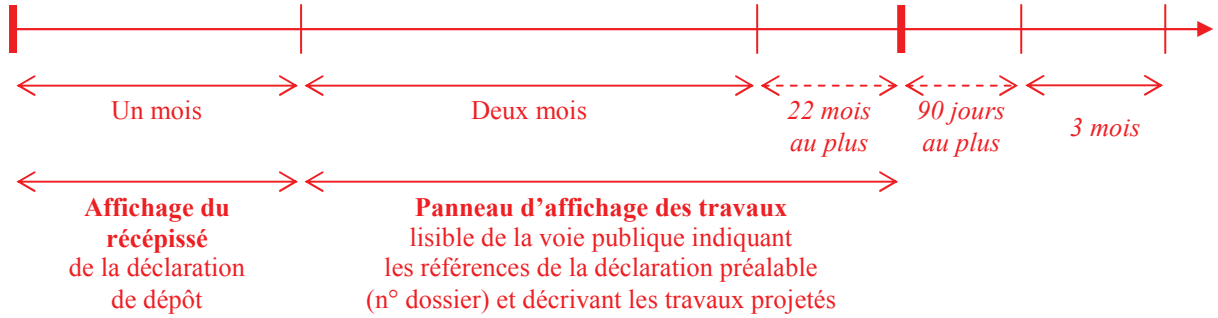 Un mois
Deux mois
22 mois
au plus
90 jours
au plus
3 mois
Affichage du
récépissé
de la déclaration
de dépôt
Panneau d’affichage des travaux
lisible de la voie publique indiquant
les références de la déclaration préalable
(n° dossier) et décrivant les travaux projetés